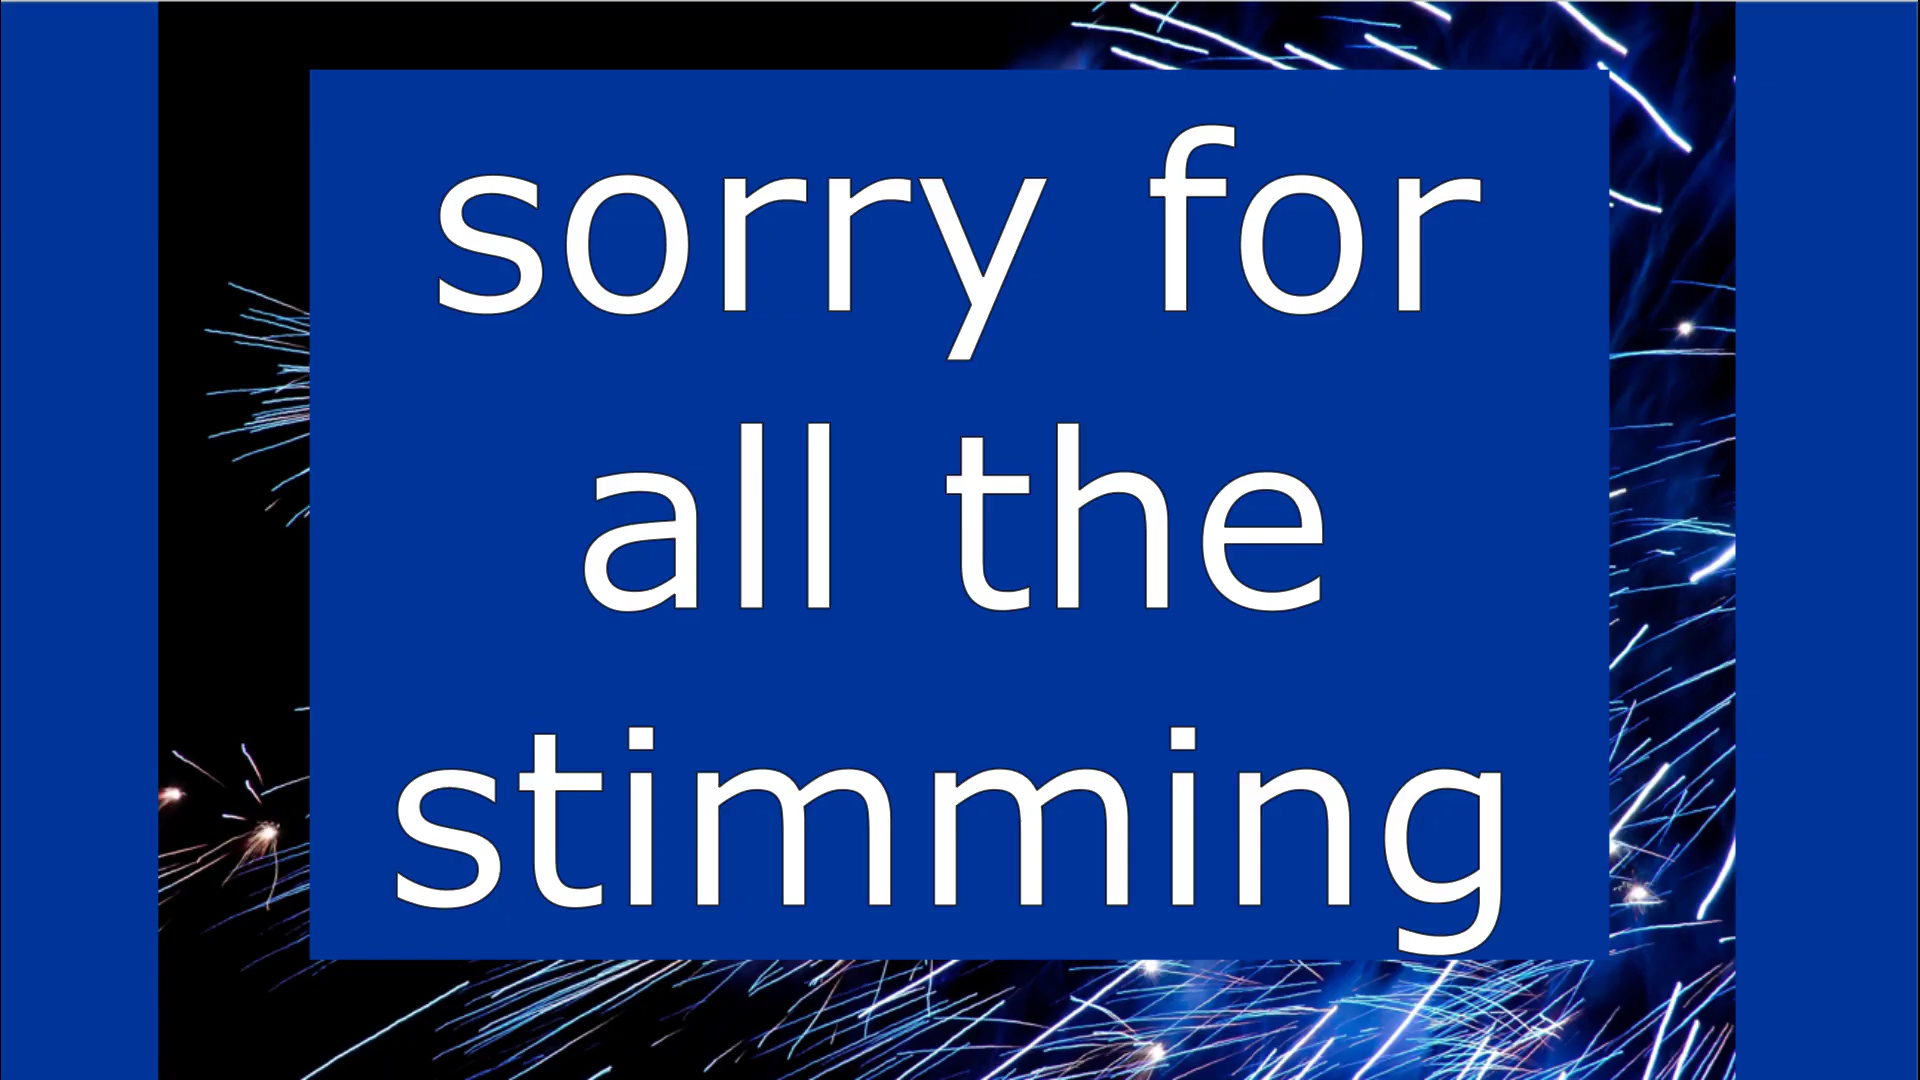 sorry for
all the
stimming